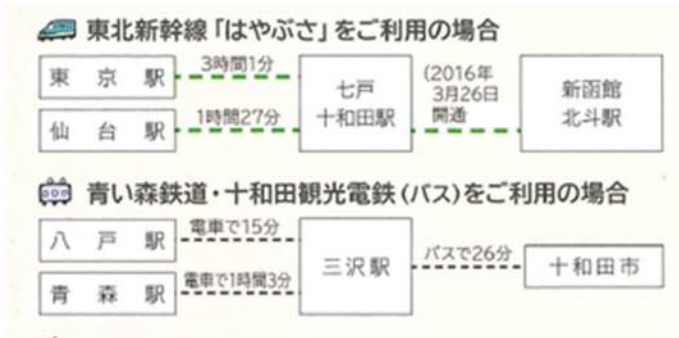 東北新幹線「はやぶさ」をご利用の場合
東京駅
3時間1分
仙台駅
1時間27分
七戸
十和田駅
(2016年
3月26日
開通
新函館
北斗駅
青い森鉄道・十和田観光電鉄(バス)をご利用の場合
八戸駅
電車で15分
青森駅
電車で1時間3分
三沢駅
バスで26分
十和田市